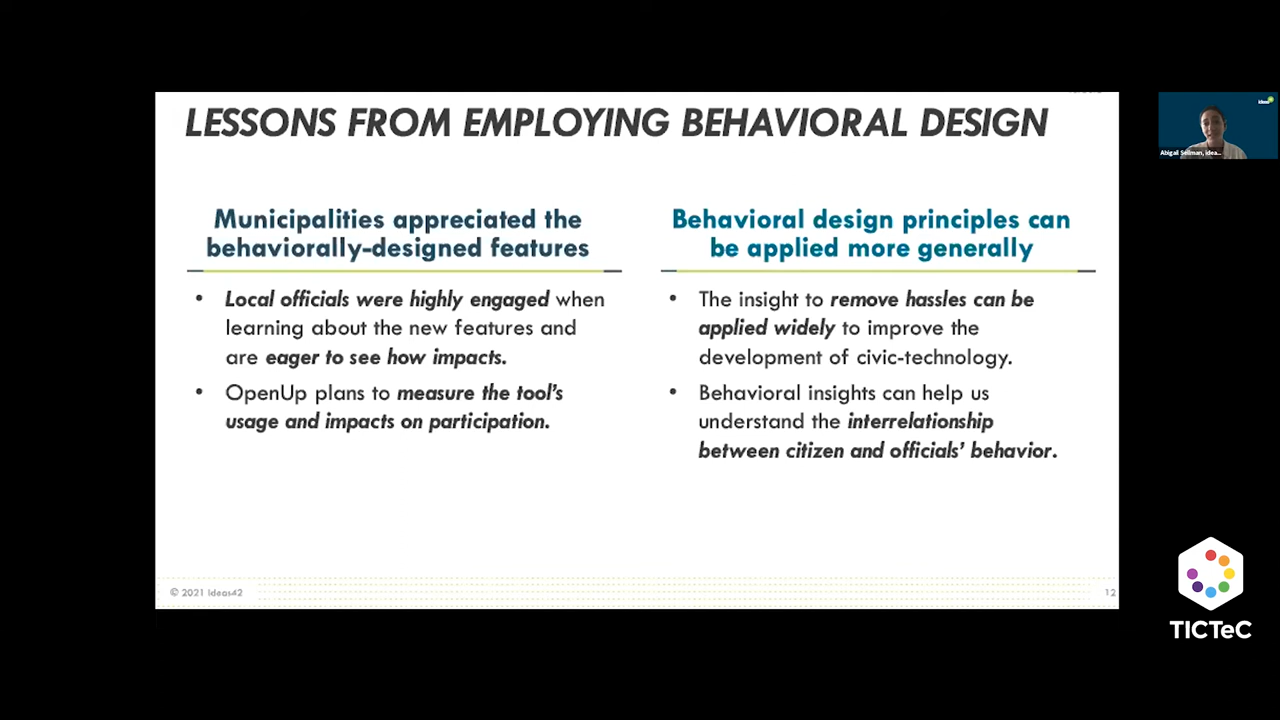 LESSONS FROM EMPLOYING BEHAVIORAL DESIGN
Municipalities appreciated the
behaviorally-designed features
• Local officials were highly engaged when
learning about the new features and
are eager to see how impacts.
• OpenUp plans to measure the tool's
usage and impacts on participation.
Behavioral design principles can
be applied more generally
• The insight to remove hassles can be
applied widely to improve the
development of civic-technology.
• Behavioral insights can help us
understand the interrelationship
between citizen and officials' behavior.
© 2021 ideas42
12
Abigail Sellman, idea...
TICTeC